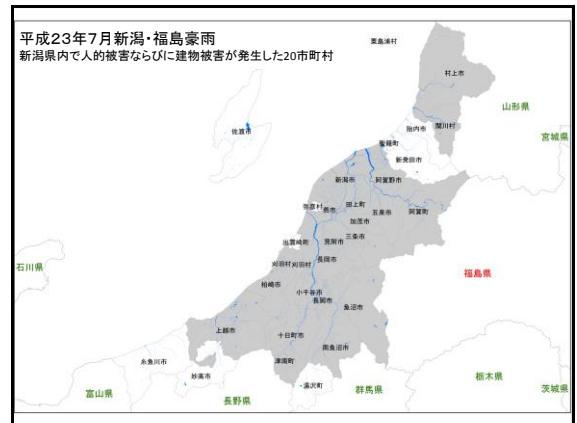 平成23年7月新潟・福島豪雨
新潟県内で人的被害ならびに建物被害が発生した20市町村
粟島浦村
村上市
山形県
関川村
胎内市
宮城県
佐渡市
聖籠町
新発田市
新潟市
阿賀野市
弥彦村
燕市
田上町
五泉市
阿賀町
加茂市
出雲崎町
見附市
三条市
石川県
刈羽村
刈羽村
長岡市
福島県
柏崎市
小千谷市
長岡市
魚沼市
上越市
十日町市
南魚沼市
糸魚川市
津南町
妙高市
湯沢町
富山県
長野県
群馬県
栃木県
茨城県